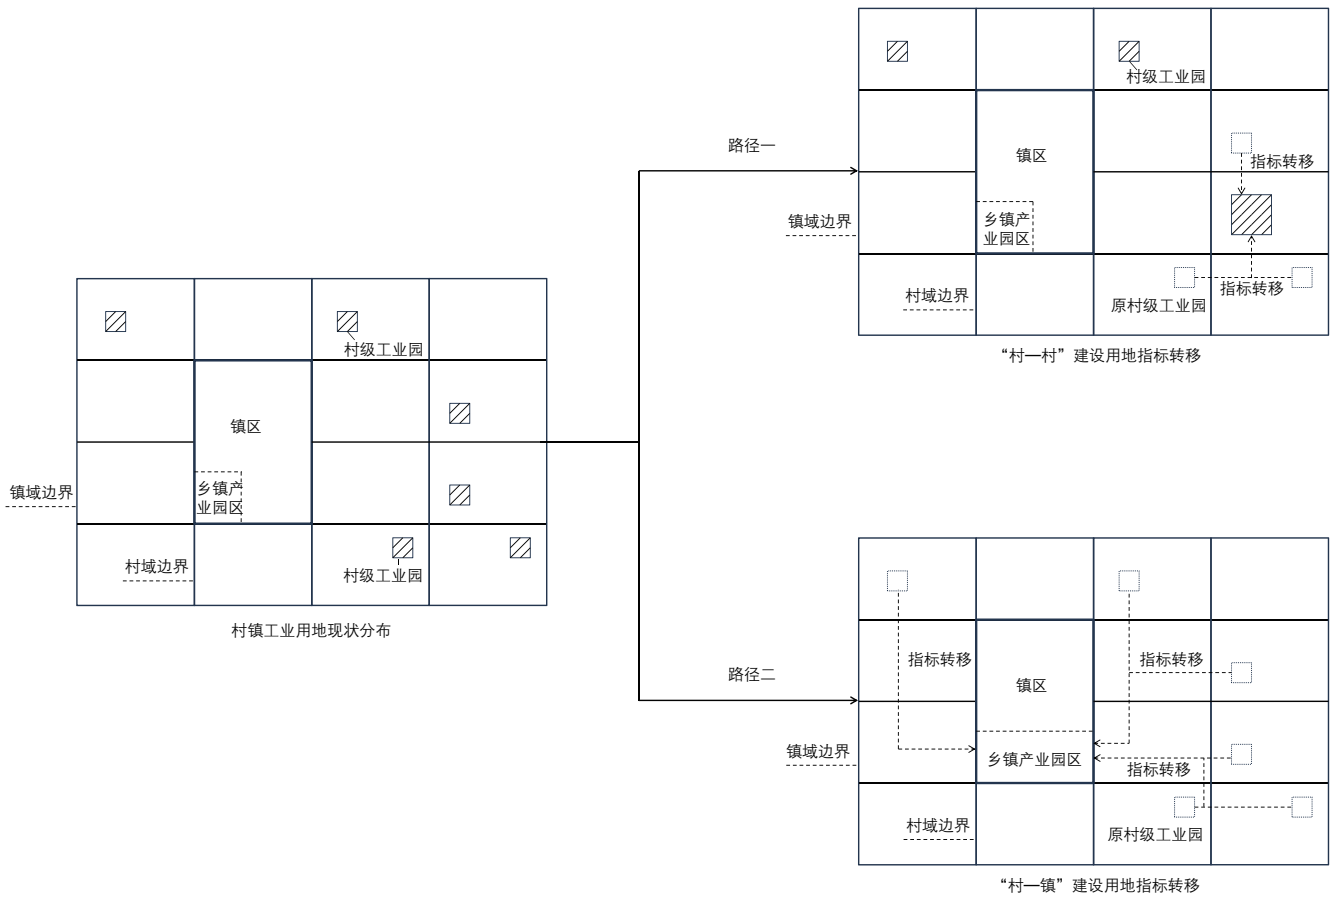 村级工业园
镇区
乡镇产
业园区
镇域边界
村域边界
村级工业园
村镇工业用地现状分布
路径一
村级工业园
镇区
指标转移
镇域边界
乡镇产
业园区
村域边界
指标转移
原村级工业园
“村—村”建设用地指标转移
路径二
指标转移
指标转移
镇区
镇域边界
乡镇产业园区
指标转移
村域边界
原村级工业园
“村—镇”建设用地指标转移